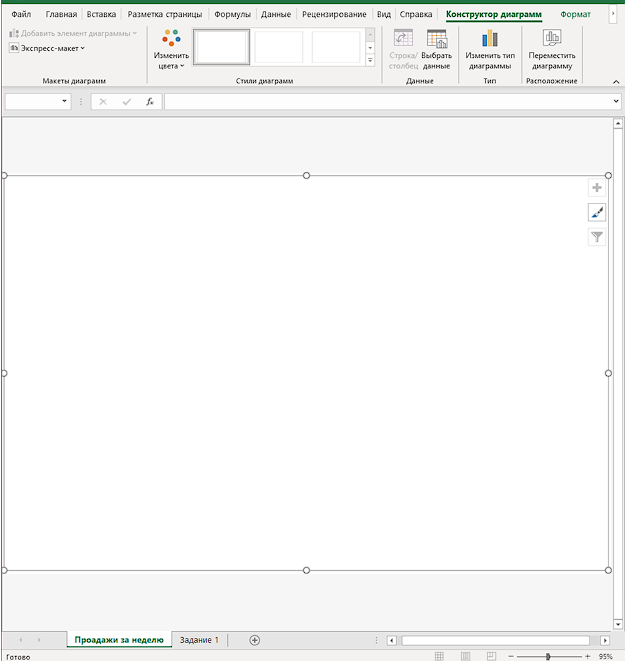 Файл Главная Вставка Разметка страницы Формулы Данные Рецензирование Вид Справка Конструктор диаграмм Формат
Добавить элемент диаграммы
Экспресс-макет
Изменить
цвета
Строка/
столбец
Выбрать
данные
Изменить тип
диаграммы
Переместить
диаграмму
Макеты диаграмм Стили диаграмм Данные Тип Расположение
fx
Проадажи за неделю Задание 1
Готово 95%